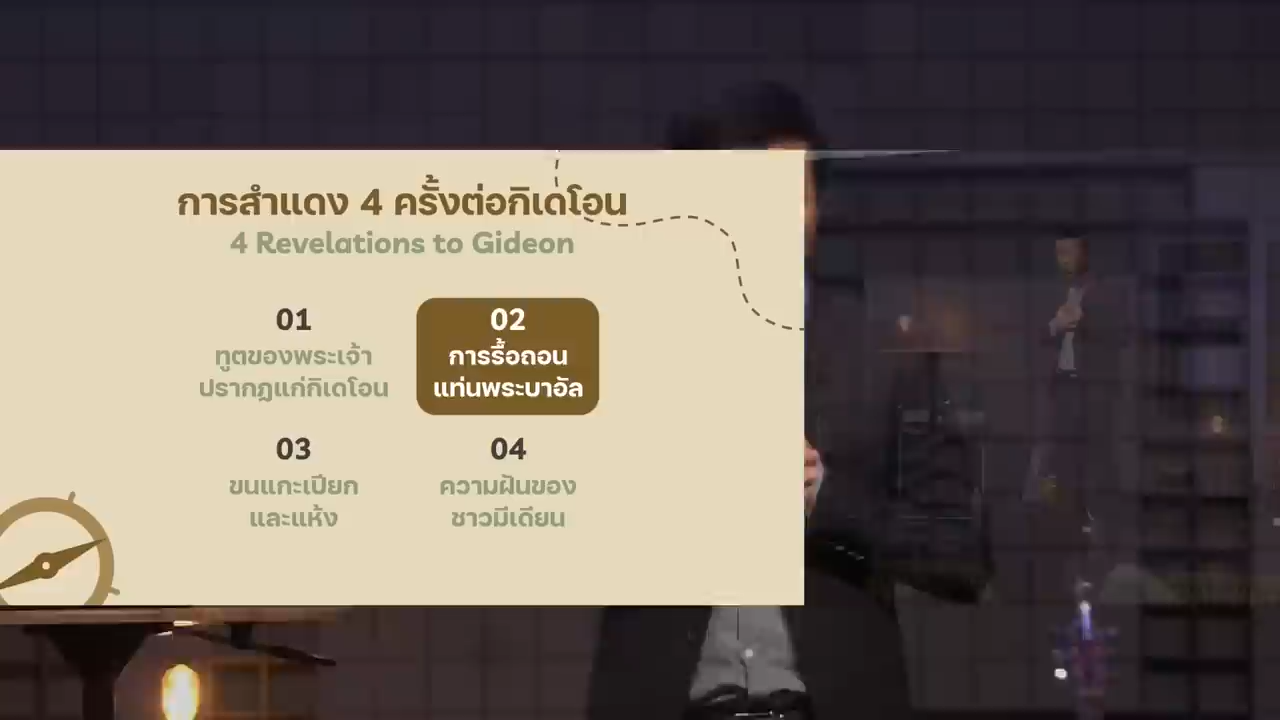 การสำแดง 4 ครั้งต่อกิเดโอน
4 Revelations to Gideon
01
ทูตของพระเจ้า
ปรากฏแก่กิเดโอน
02
การรื้อถอน
แท่นพระบาอัล
03
ขนแกะเปียก
และแห้ง
04
ความฝันของ
ชาวมีเดียน